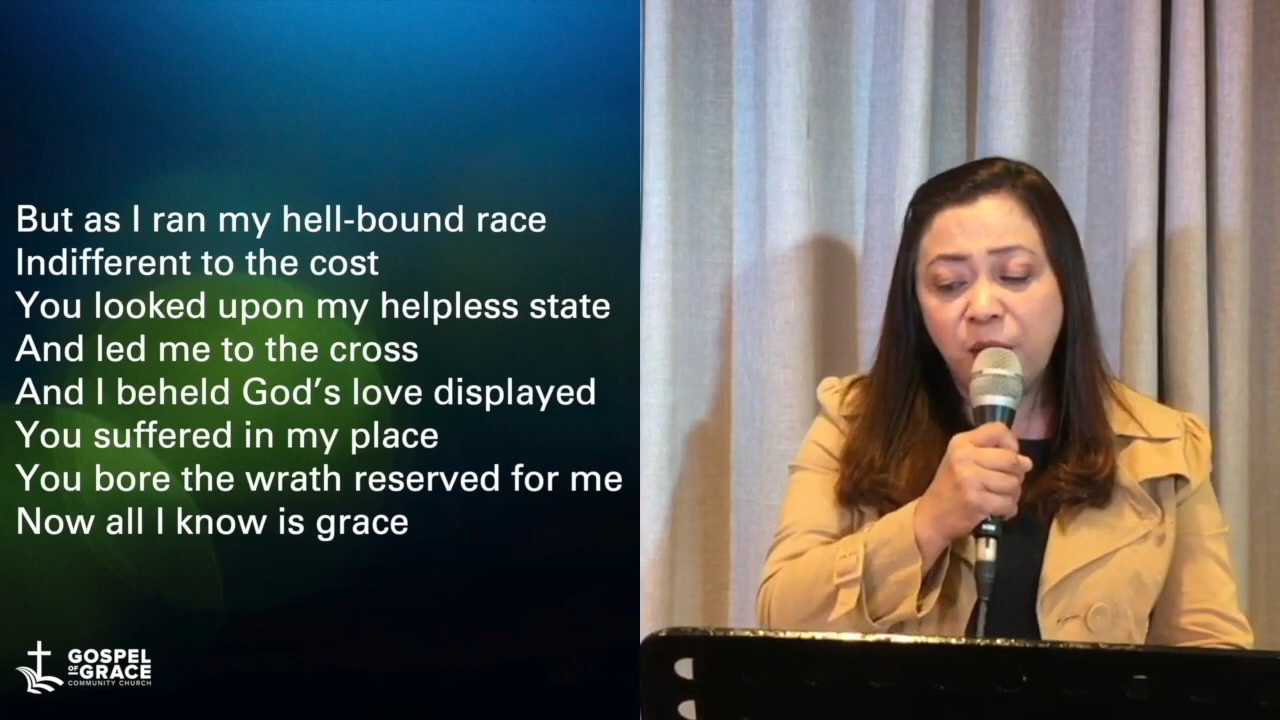 But as I ran my hell-bound race
Indifferent to the cost
You looked upon my helpless state
And led me to the cross
And I beheld God’s love displayed
You suffered in my place
You bore the wrath reserved for me
Now all I know is grace
GOSPEL
OF GRACE
COMMUNITY CHURCH